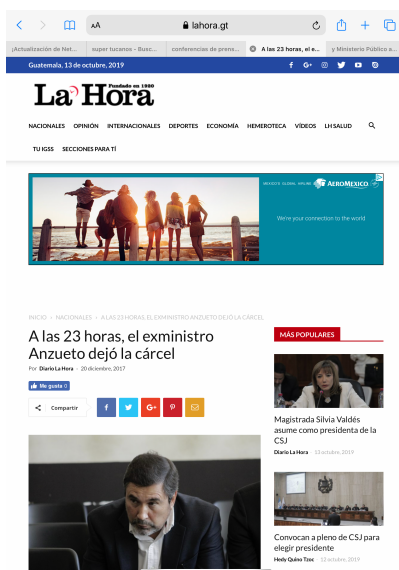 AA
lahora.gt
¡Actualización de Net...
super tucanos - Busc...
conferencias de prens...
A las 23 horas, el e...
y Ministerio Público a...
Guatemala, 13 de octubre, 2019
Fundado en 1920
La Hora
NACIONALES OPINIÓN INTERNACIONALES DEPORTES ECONOMÍA HEMEROTECA VÍDEOS LH SALUD
TU IGSS SECCIONES PARA TÍ
MEXICO'S GLOBAL AIRLINE AEROMEXICO
We're your connection to the world
INICIO › NACIONALES › A LAS 23 HORAS, EL EXMINISTRO ANZUETO DEJÓ LA CÁRCEL
A las 23 horas, el exministro
Anzueto dejó la cárcel
Por Diario La Hora - 20 diciembre, 2017
Me gusta 0
Compartir
MÁS POPULARES
Magistrada Silvia Valdés
asume como presidenta de la
CSJ
Diario La Hora - 13 octubre, 2019
Convocan a pleno de CSJ para
elegir presidente
Hedy Quino Tzoc - 12 octubre, 2019